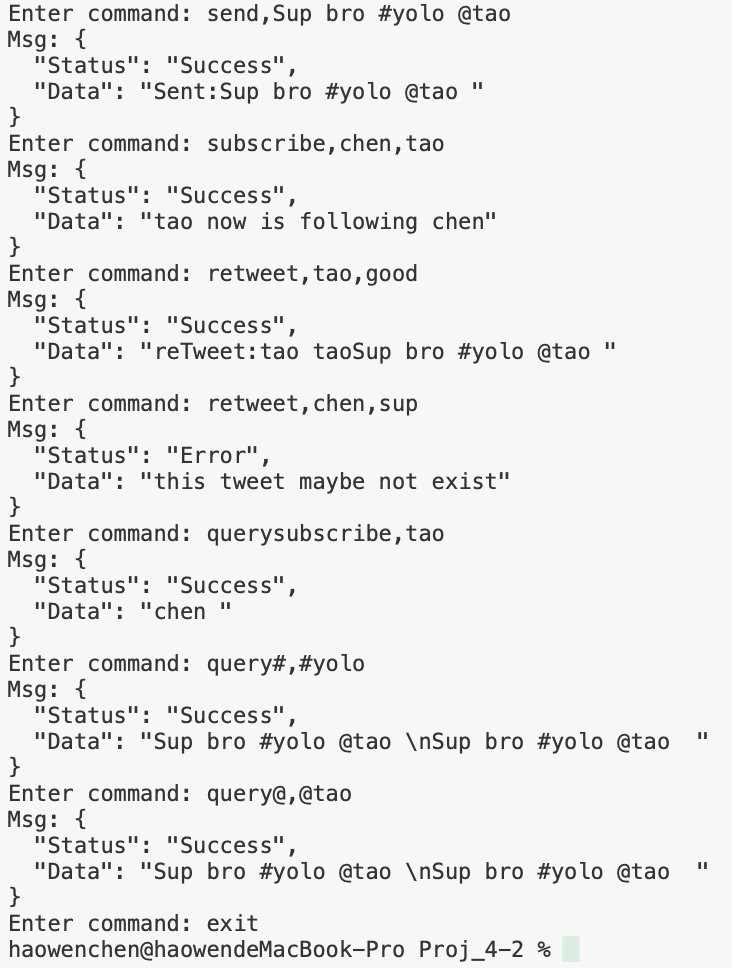 Enter command: send,Sup bro #yolo @tao
Msg: {
  "Status": "Success",
  "Data": "Sent:Sup bro #yolo @tao "
}
Enter command: subscribe,chen,tao
Msg: {
  "Status": "Success",
  "Data": "tao now is following chen"
}
Enter command: retweet,tao,good
Msg: {
  "Status": "Success",
  "Data": "reTweet:tao taoSup bro #yolo @tao "
}
Enter command: retweet,chen,sup
Msg: {
  "Status": "Error",
  "Data": "this tweet maybe not exist"
}
Enter command: querysubscribe,tao
Msg: {
  "Status": "Success",
  "Data": "chen "
}
Enter command: query#,#yolo
Msg: {
  "Status": "Success",
  "Data": "Sup bro #yolo @tao \nSup bro #yolo @tao  "
}
Enter command: query@,@tao
Msg: {
  "Status": "Success",
  "Data": "Sup bro #yolo @tao \nSup bro #yolo @tao  "
}
Enter command: exit
haowenchen@haowendeMacBook-Pro Proj_4-2 %